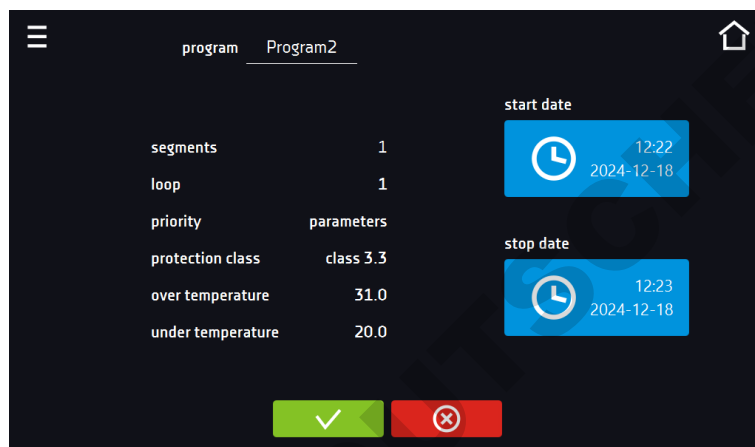 program Program2
segments 1
loop 1
priority parameters
protection class class 3.3
over temperature 31.0
under temperature 20.0
start date
12:22
2024-12-18
stop date
12:23
2024-12-18